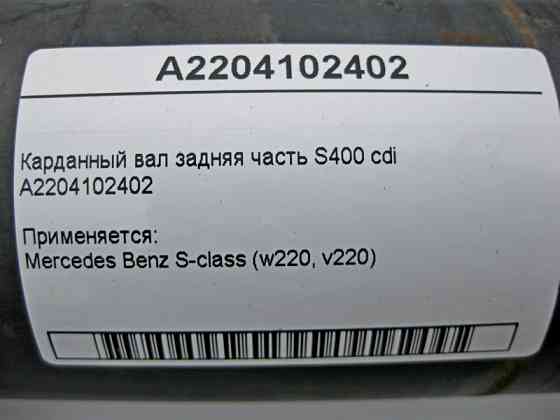 A2204102402
Карданный вал задняя часть S400 cdi
A2204102402
Применяется:
Mercedes Benz S-class (w220, v220)